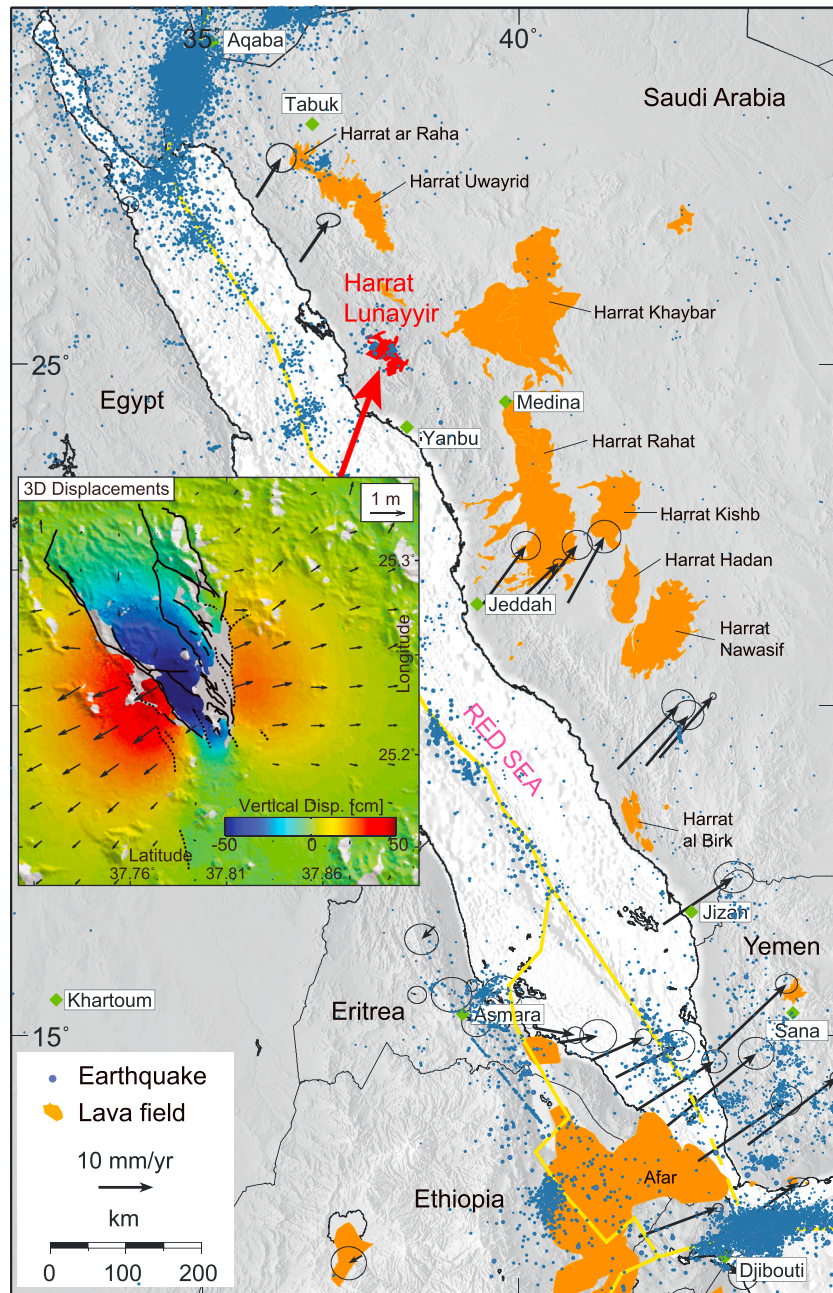 35°
40°
Aqaba
Saudi Arabia
Tabuk
Harrat ar Raha
Harrat Uwayrid
Harrat
Lunayyir
Harrat Khaybar
25°
Egypt
Medina
Yanbu
Harrat Rahat
3D Displacements
1 m
Harrat Kishb
25.3°
Harrat Hadan
Jeddah
Harrat
Nawasif
Longitude
RED SEA
25.2°
Vertical Disp. [cm]
-50
0
50
Latitude
37.76
37.81
37.86
Harrat
al Birk
Jizan
Yemen
Khartoum
Eritrea
Asmara
Sana
15°
Earthquake
Lava field
10 mm/yr
km
0
100
200
Afar
Ethiopia
Djibouti